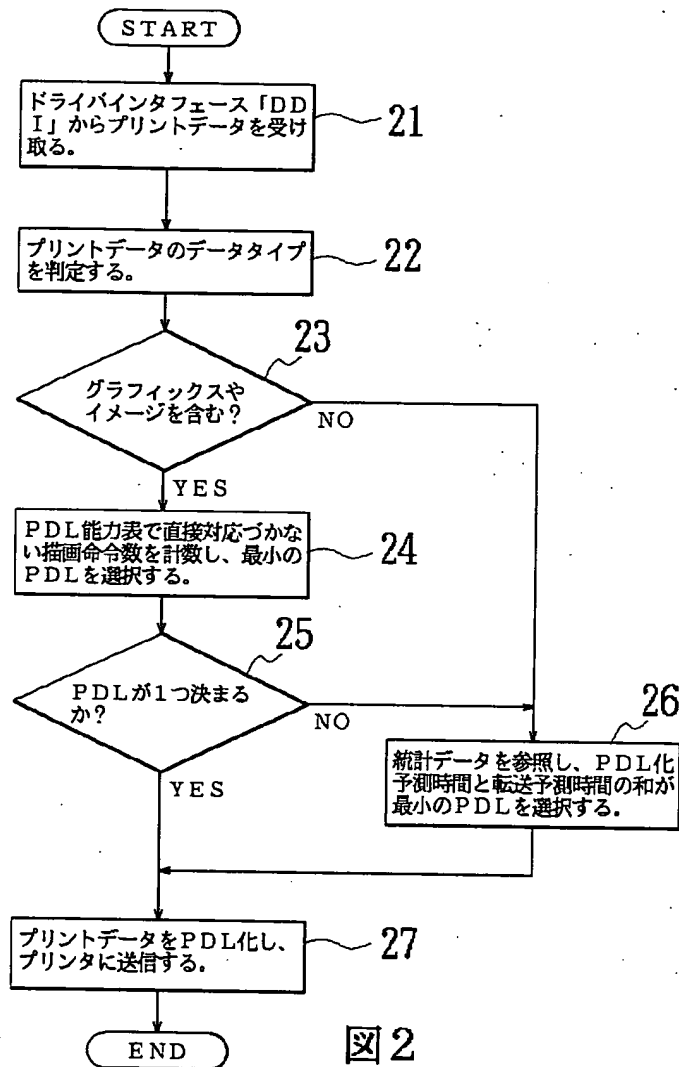 START
ドライバインタフェース「DD
I」からプリントデータを受け
取る。
21
プリントデータのデータタイプ
を判定する。
22
23
グラフィックスや
イメージを含む？
NO
YES
PDL能力表で直接対応づかな
い描画命令数を計数し、最小の
PDLを選択する。
24
25
PDLが1つ決まる
か？
NO
YES
26
統計データを参照し、PDL化
予測時間と転送予測時間の和が
最小のPDLを選択する。
プリントデータをPDL化し、
プリンタに送信する。
27
END
図2